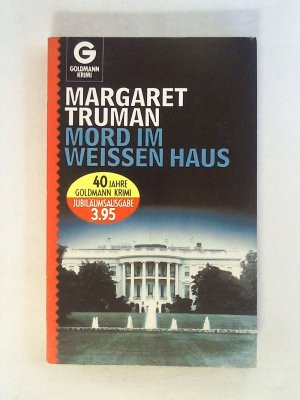 G
GOLDMANN
KRIMI
MARGARET
TRUMAN
MORD IM
WEISSEN HAUS
40 JAHRE
GOLDMANN KRIMI
JUBILÄUMSAUSGABE
3.95